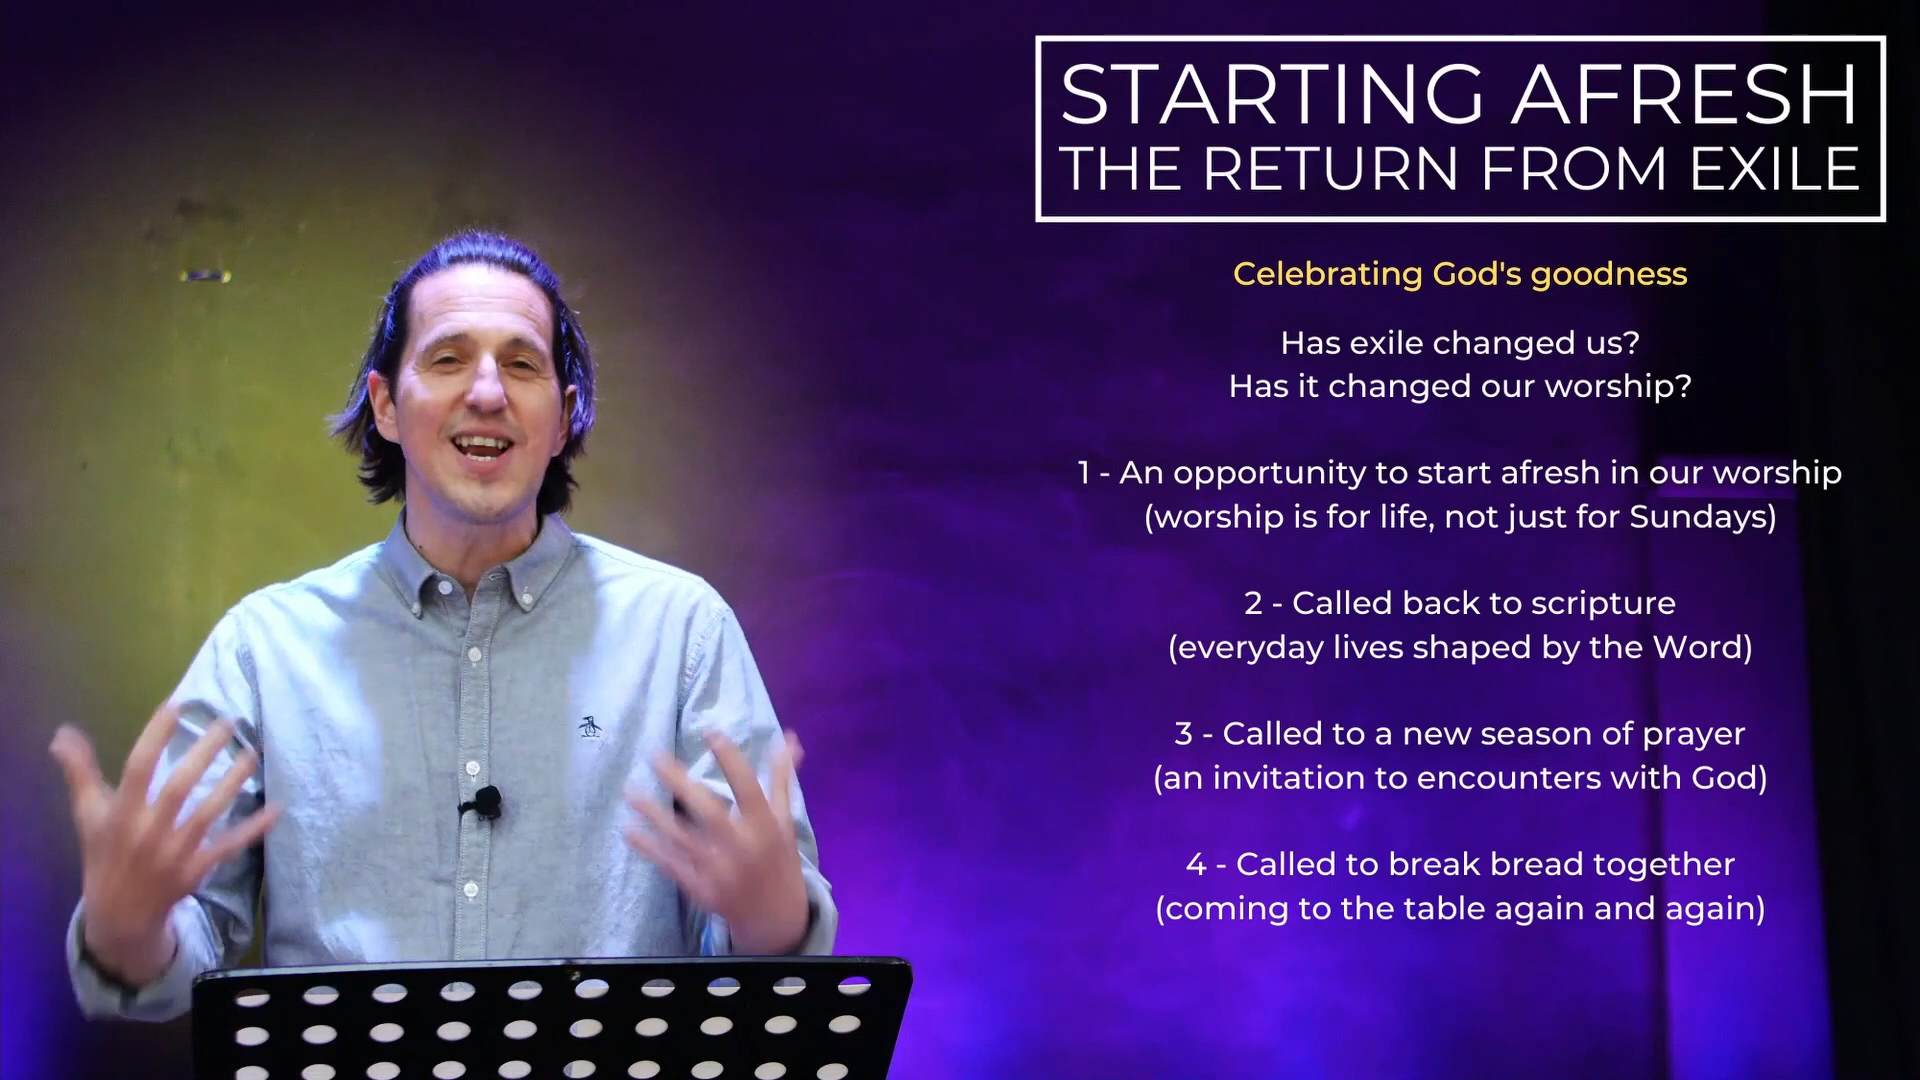 STARTING AFRESH
THE RETURN FROM EXILE
Celebrating God's goodness
Has exile changed us?
Has it changed our worship?
1 - An opportunity to start afresh in our worship
(worship is for life, not just for Sundays)
2 - Called back to scripture
(everyday lives shaped by the Word)
3 - Called to a new season of prayer
(an invitation to encounters with God)
4 - Called to break bread together
(coming to the table again and again)